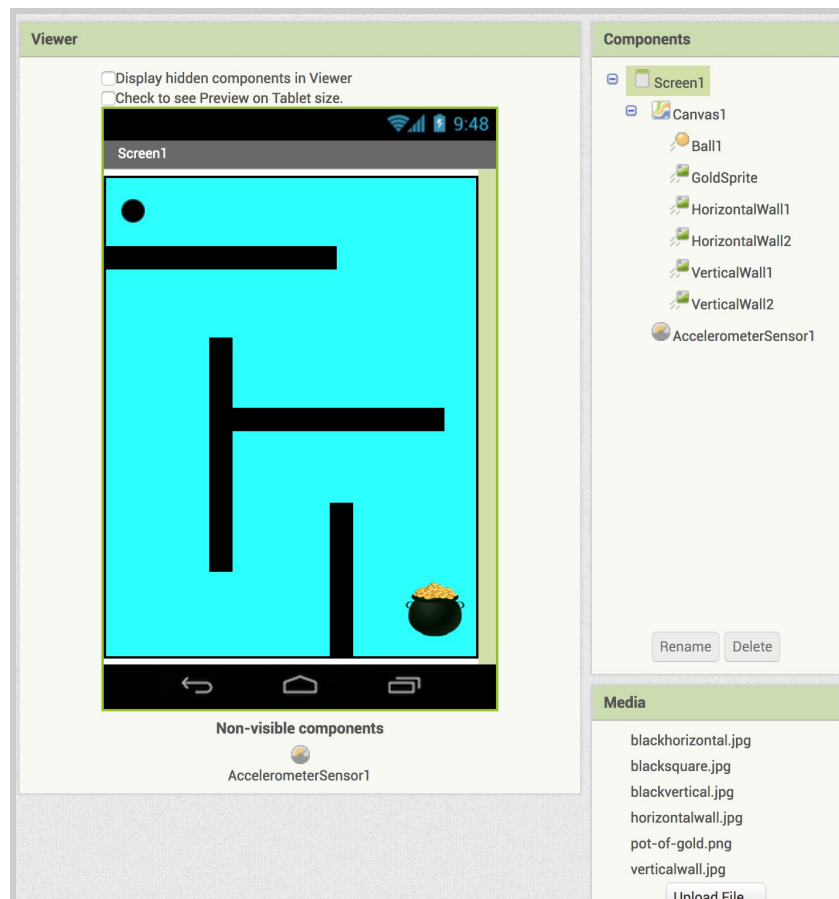 Viewer
Display hidden components in Viewer
Check to see Preview on Tablet size.
9:48
Screen1
Non-visible components
AccelerometerSensor1
Components
Screen1
Canvas1
Ball1
GoldSprite
HorizontalWall1
HorizontalWall2
VerticalWall1
VerticalWall2
AccelerometerSensor1
Rename Delete
Media
blackhorizontal.jpg
blacksquare.jpg
blackvertical.jpg
horizontalwall.jpg
pot-of-gold.png
verticalwall.jpg
Upload File ...